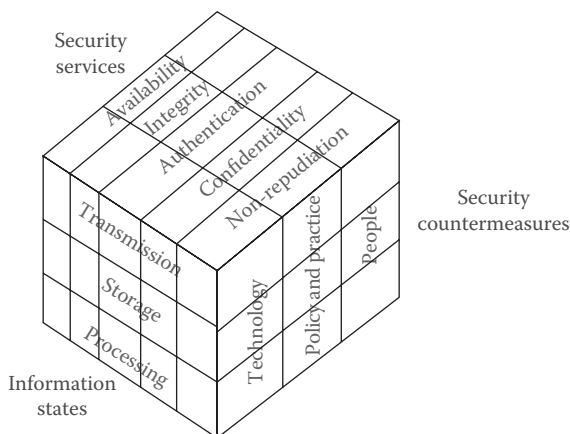 Security
services
Availability
Integrity
Authentication
Confidentiality
Non-repudiation
Transmission
Storage
Processing
Technology
Policy and practice
People
Security
countermeasures
Information
states